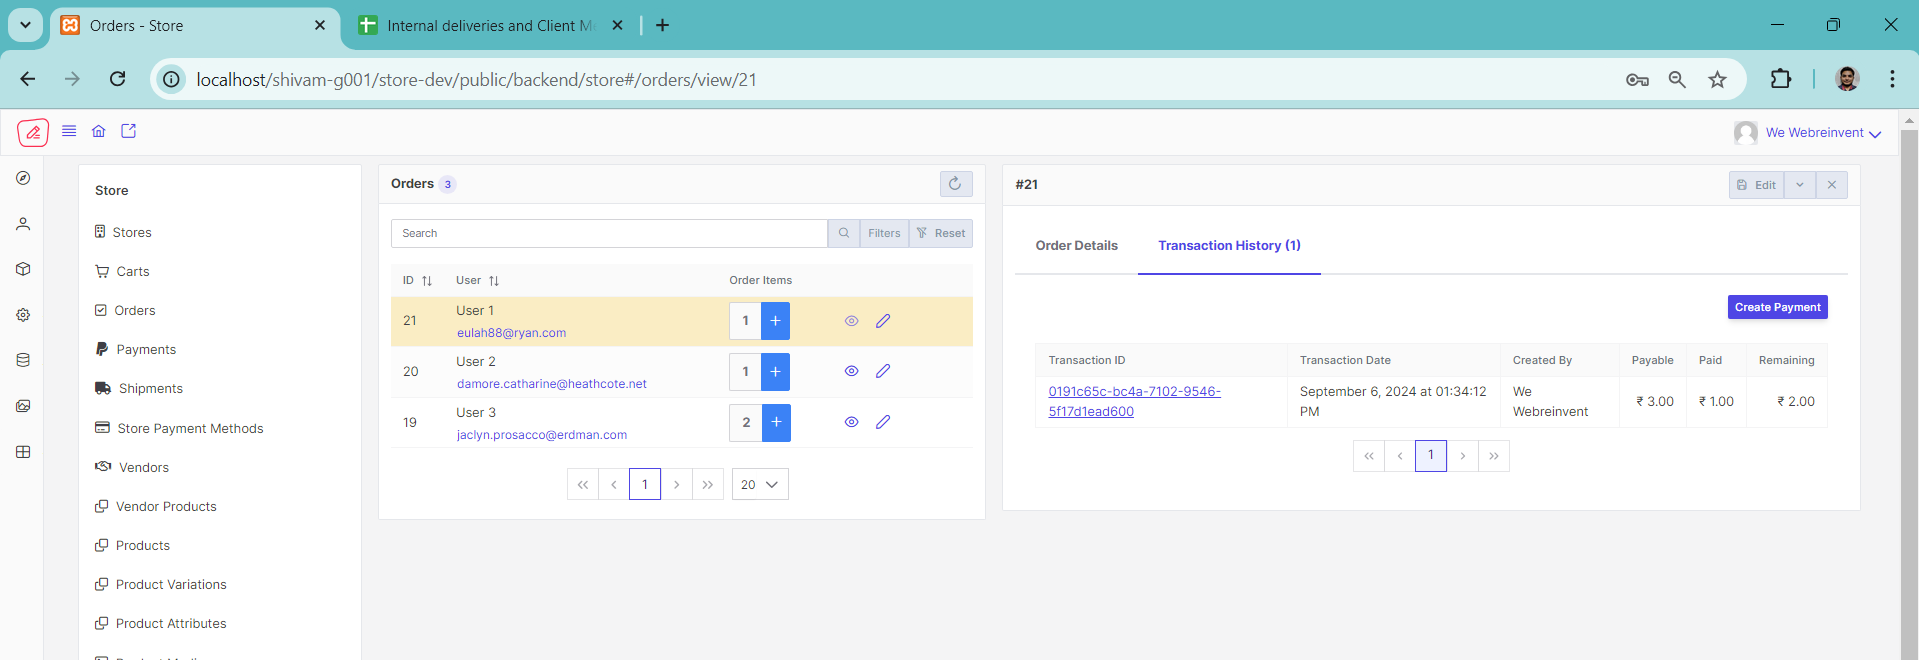 Orders - Store
Internal deliveries and Client M
localhost/shivam-g001/store-dev/public/backend/store#/orders/view/21
We Webreinvent
Store
Stores
Carts
Orders
Payments
Shipments
Store Payment Methods
Vendors
Vendor Products
Products
Product Variations
Product Attributes
Orders 3
Search
Filters
Reset
ID User Order Items
21 User 1 1 +
eulah88@ryan.com
20 User 2 1 +
damore.catharine@heathcote.net
19 User 3 2 +
jaclyn.prosacco@erdman.com
1
20
#21
Edit
Order Details
Transaction History (1)
Create Payment
Transaction ID Transaction Date Created By Payable Paid Remaining
0191c65c-bc4a-7102-9546-
5f17d1ead600
September 6, 2024 at 01:34:12
PM
We
Webreinvent
₹ 3.00
₹ 1.00
₹ 2.00
1